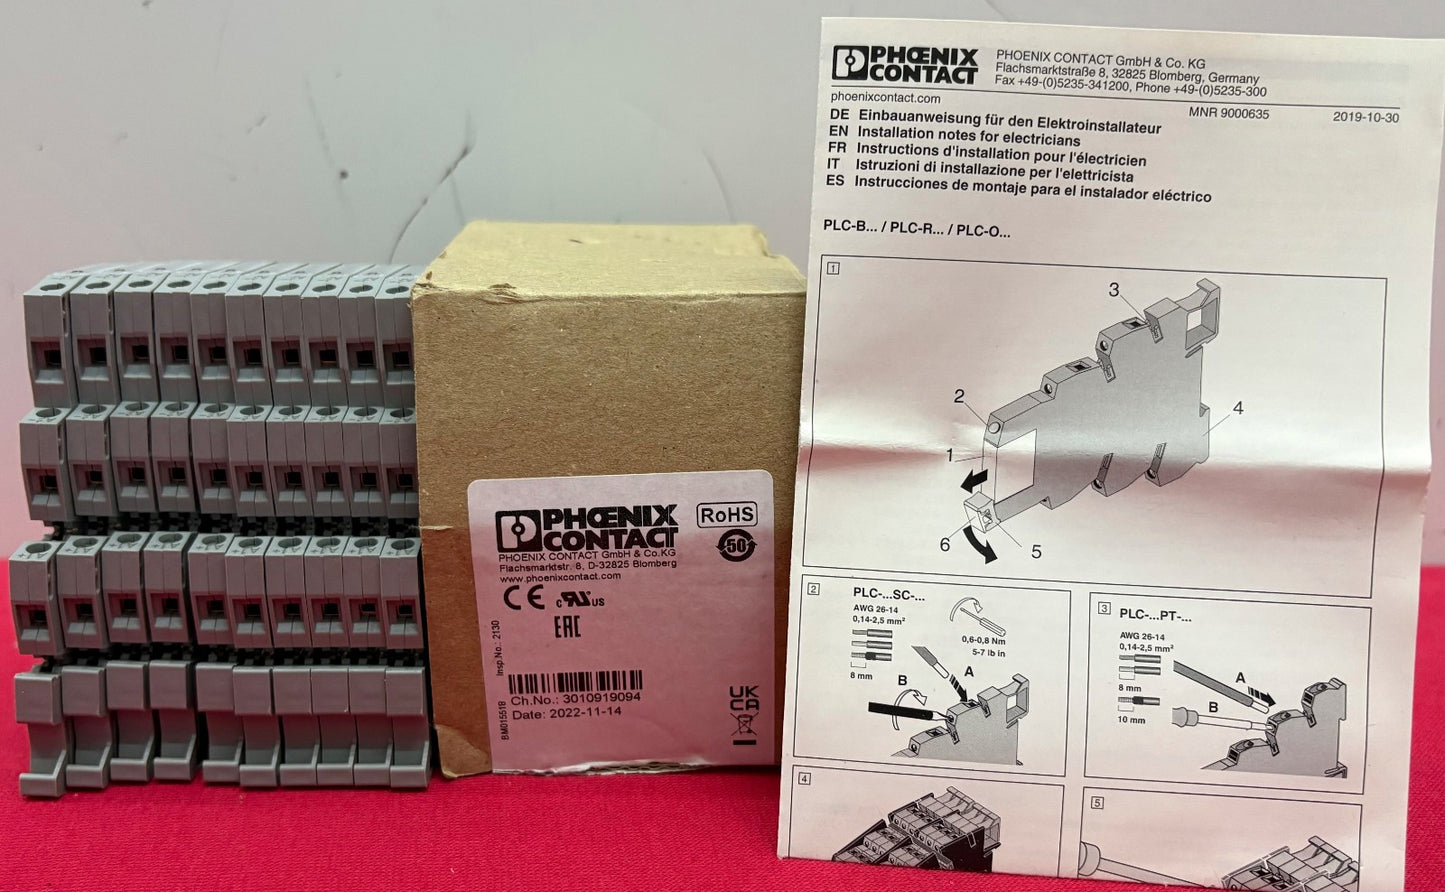 PHŒNIX
CONTACT
PHOENIX CONTACT GmbH & Co.KG
Flachsmarktstr. 8, D-32825 Blomberg
www.phoenixcontact.com
RoHS
50
CE
c RU US
EAC
Insp.No.: 2130
BM015518
Ch.No.: 3010919094
Date: 2022-11-14
UK
CA
PHŒNIX
CONTACT
PHOENIX CONTACT GmbH & Co. KG
Flachsmarktstraße 8, 32825 Blomberg, Germany
Fax +49-(0)5235-341200, Phone +49-(0)5235-300
phoenixcontact.com
MNR 9000635
2019-10-30
DE Einbauanweisung für den Elektroinstallateur
EN Installation notes for electricians
FR Instructions d'installation pour l'électricien
IT Istruzioni di installazione per l'elettricista
ES Instrucciones de montaje para el instalador eléctrico
PLC-B... / PLC-R... / PLC-O...
1
3
2
4
1
6
5
2
PLC-...SC-...
AWG 26-14
0,14-2,5 mm²
0,6-0,8 Nm
5-7 lb in
8 mm
A
B
3
PLC-...PT-...
AWG 26-14
0,14-2,5 mm²
8 mm
10 mm
A
B
4
5